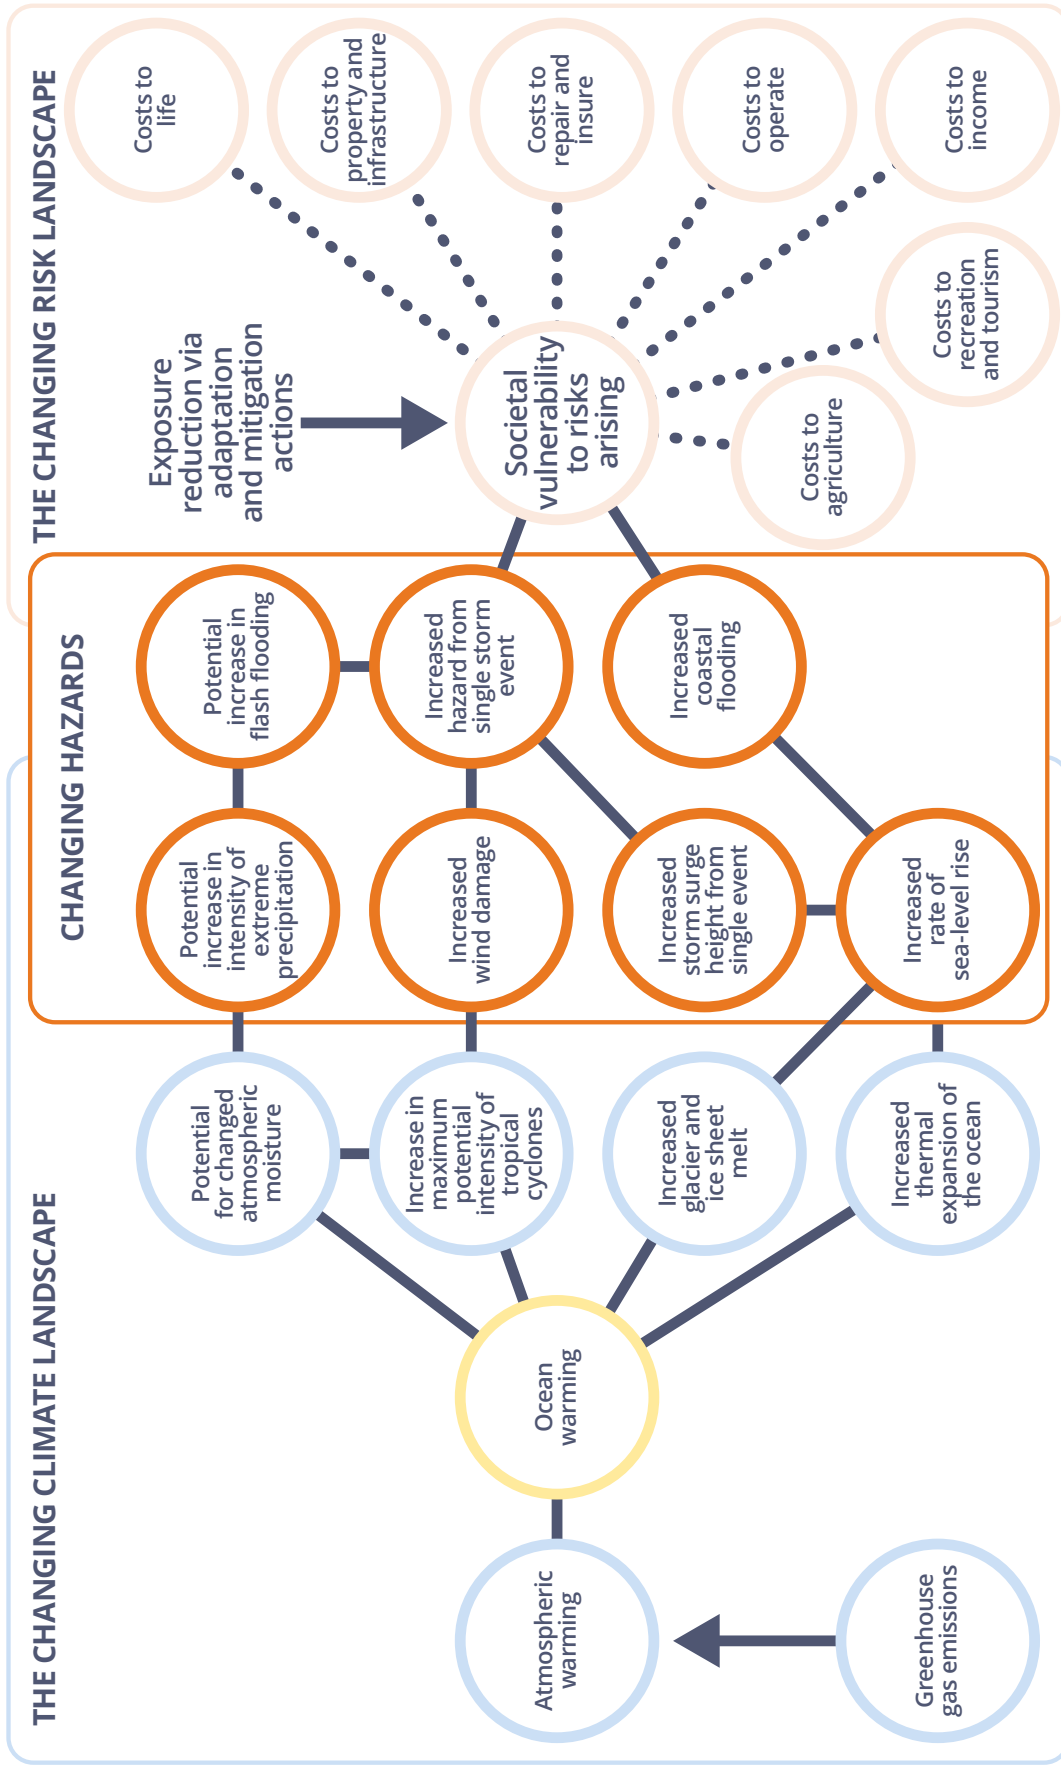 THE CHANGING CLIMATE LANDSCAPE
CHANGING HAZARDS
THE CHANGING RISK LANDSCAPE
Greenhouse
gas emissions
Atmospheric
warming
Ocean
warming
Potential
for changed
atmospheric
moisture
Increase in
maximum
potential
intensity of
tropical
cyclones
Increased
glacier and
ice sheet
melt
Increased
thermal
expansion of
the ocean
Potential
increase in
intensity of
extreme
precipitation
Increased
wind damage
Increased
storm surge
height from
single event
Increased
rate of
sea-level rise
Potential
increase in
flash flooding
Increased
hazard from
single storm
event
Increased
coastal
flooding
Exposure
reduction via
adaptation
and mitigation
actions
Societal
vulnerability
to risks
arising
Costs to
life
Costs to
property and
infrastructure
Costs to
repair and
insure
Costs to
operate
Costs to
income
Costs to
recreation
and tourism
Costs to
agriculture